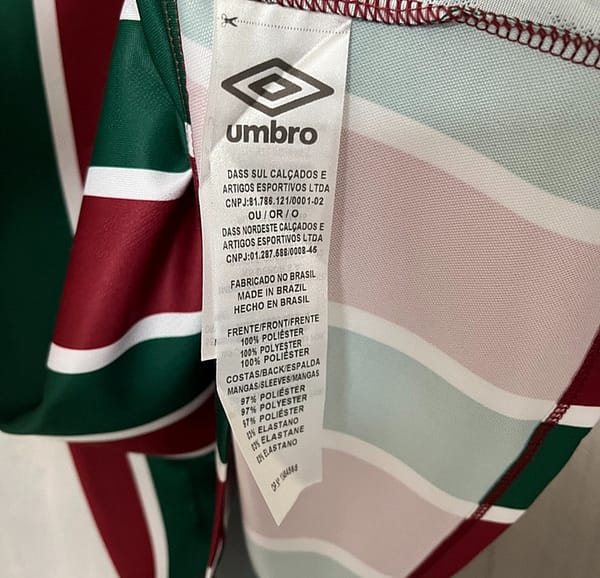 umbro
DASS SUL CALÇADOS E
ARTIGOS ESPORTIVOS LTDA
CNPJ:81.786.121/0001-02
OU / OR / O
DASS NORDESTE CALÇADOS E
ARTIGOS ESPORTIVOS LTDA
CNPJ:01.287.588/0008-45
FABRICADO NO BRASIL
MADE IN BRAZIL
HECHO EN BRASIL
FRENTE/FRONT/FRENTE
100% POLIÉSTER
100% POLYESTER
100% POLIÉSTER
COSTAS/BACK/ESPALDA
MANGAS/SLEEVES/MANGAS
97% POLIÉSTER
97% POLYESTER
97% POLIÉSTER
03% ELASTANO
03% ELASTANE
03% ELASTANO